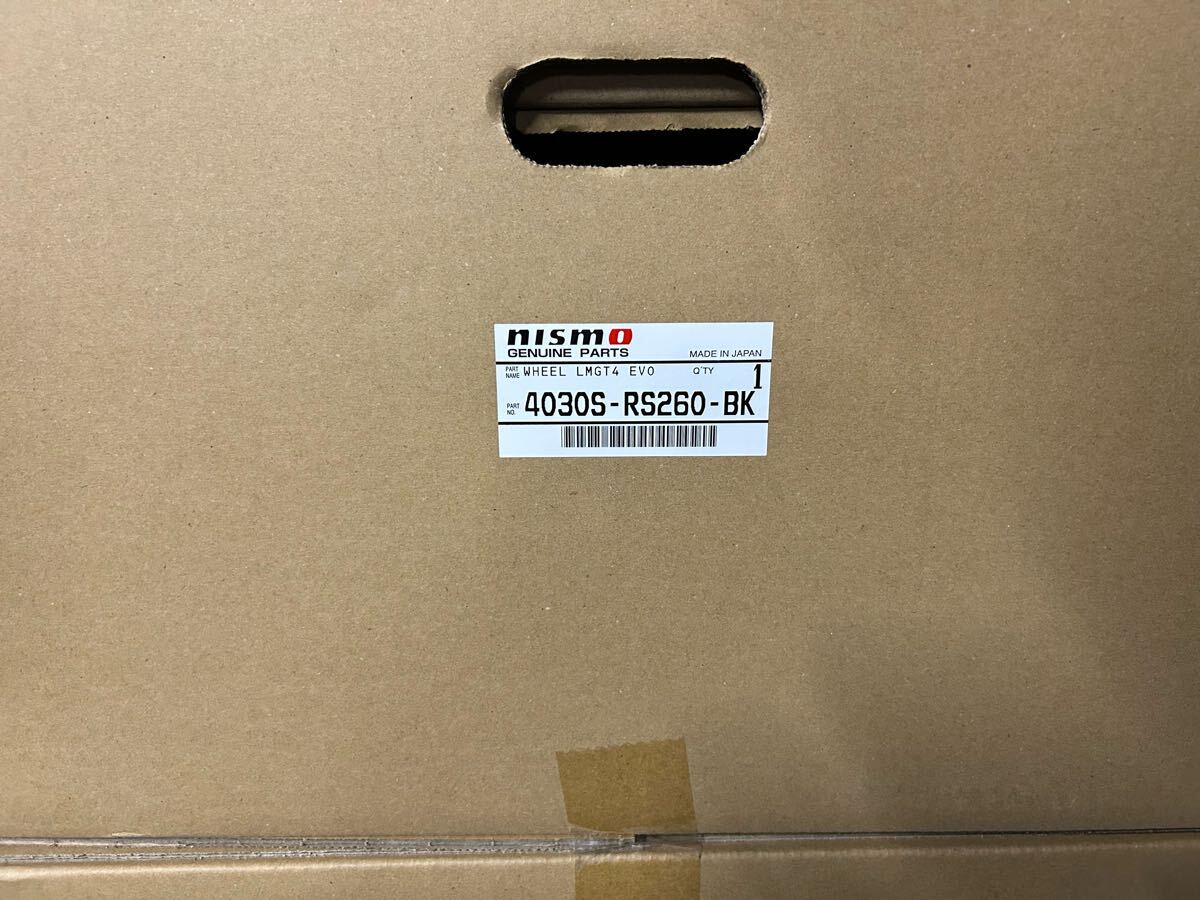 nismo
GENUINE PARTS MADE IN JAPAN
PART NAME WHEEL LMGT4 EVO Q'TY 1
PART NO. 4030S-RS260-BK